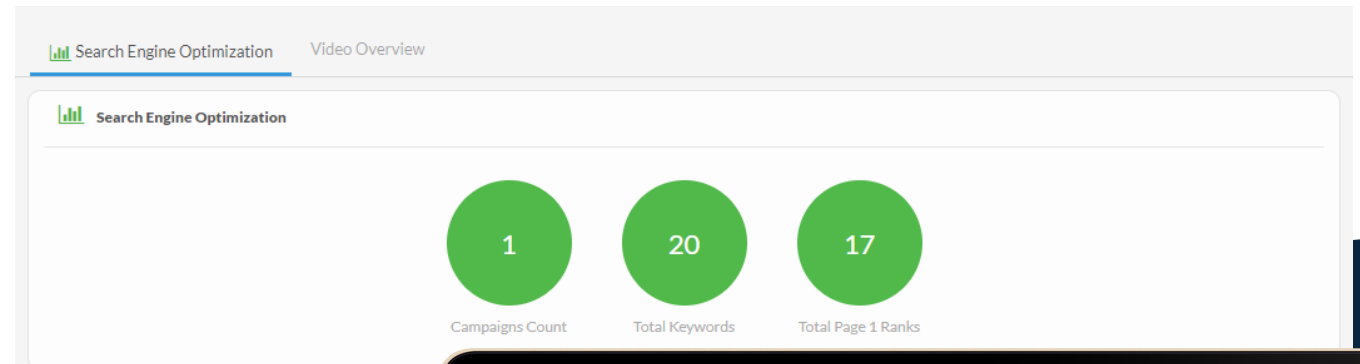 Search Engine Optimization Video Overview
Search Engine Optimization
1 20 17
Campaigns Count Total Keywords Total Page 1 Ranks